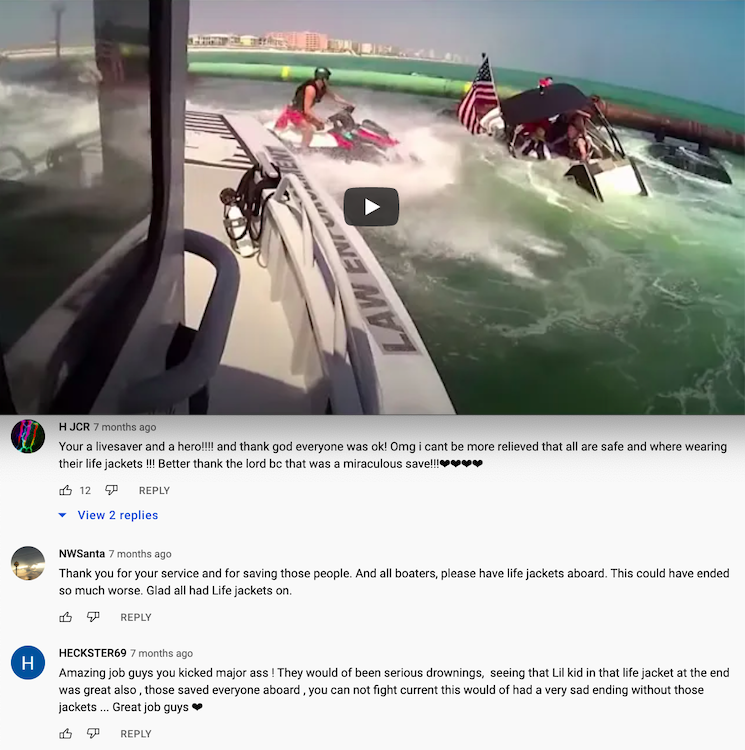 LAW ENFORCEMENT
H JCR 7 months ago
Your a livesaver and a hero!!!! and thank god everyone was ok! Omg i cant be more relieved that all are safe and where wearing
their life jackets !!! Better thank the lord bc that was a miraculous save!!!❤❤❤❤
12 REPLY
View 2 replies
NWSanta 7 months ago
Thank you for your service and for saving those people. And all boaters, please have life jackets aboard. This could have ended
so much worse. Glad all had Life jackets on.
REPLY
H
HECKSTER69 7 months ago
Amazing job guys you kicked major ass ! They would of been serious drownings, seeing that Lil kid in that life jacket at the end
was great also , those saved everyone aboard , you can not fight current this would of had a very sad ending without those
jackets ... Great job guys ❤
REPLY